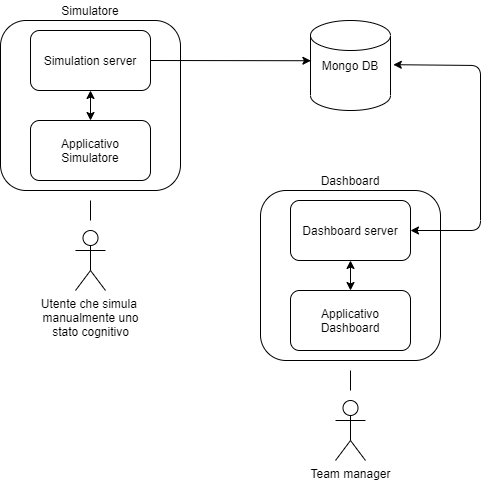 Simulatore
Simulation server
Mongo DB
Applicativo
Simulatore
Dashboard
Dashboard server
Utente che simula
manualmente uno
stato cognitivo
Applicativo
Dashboard
Team manager